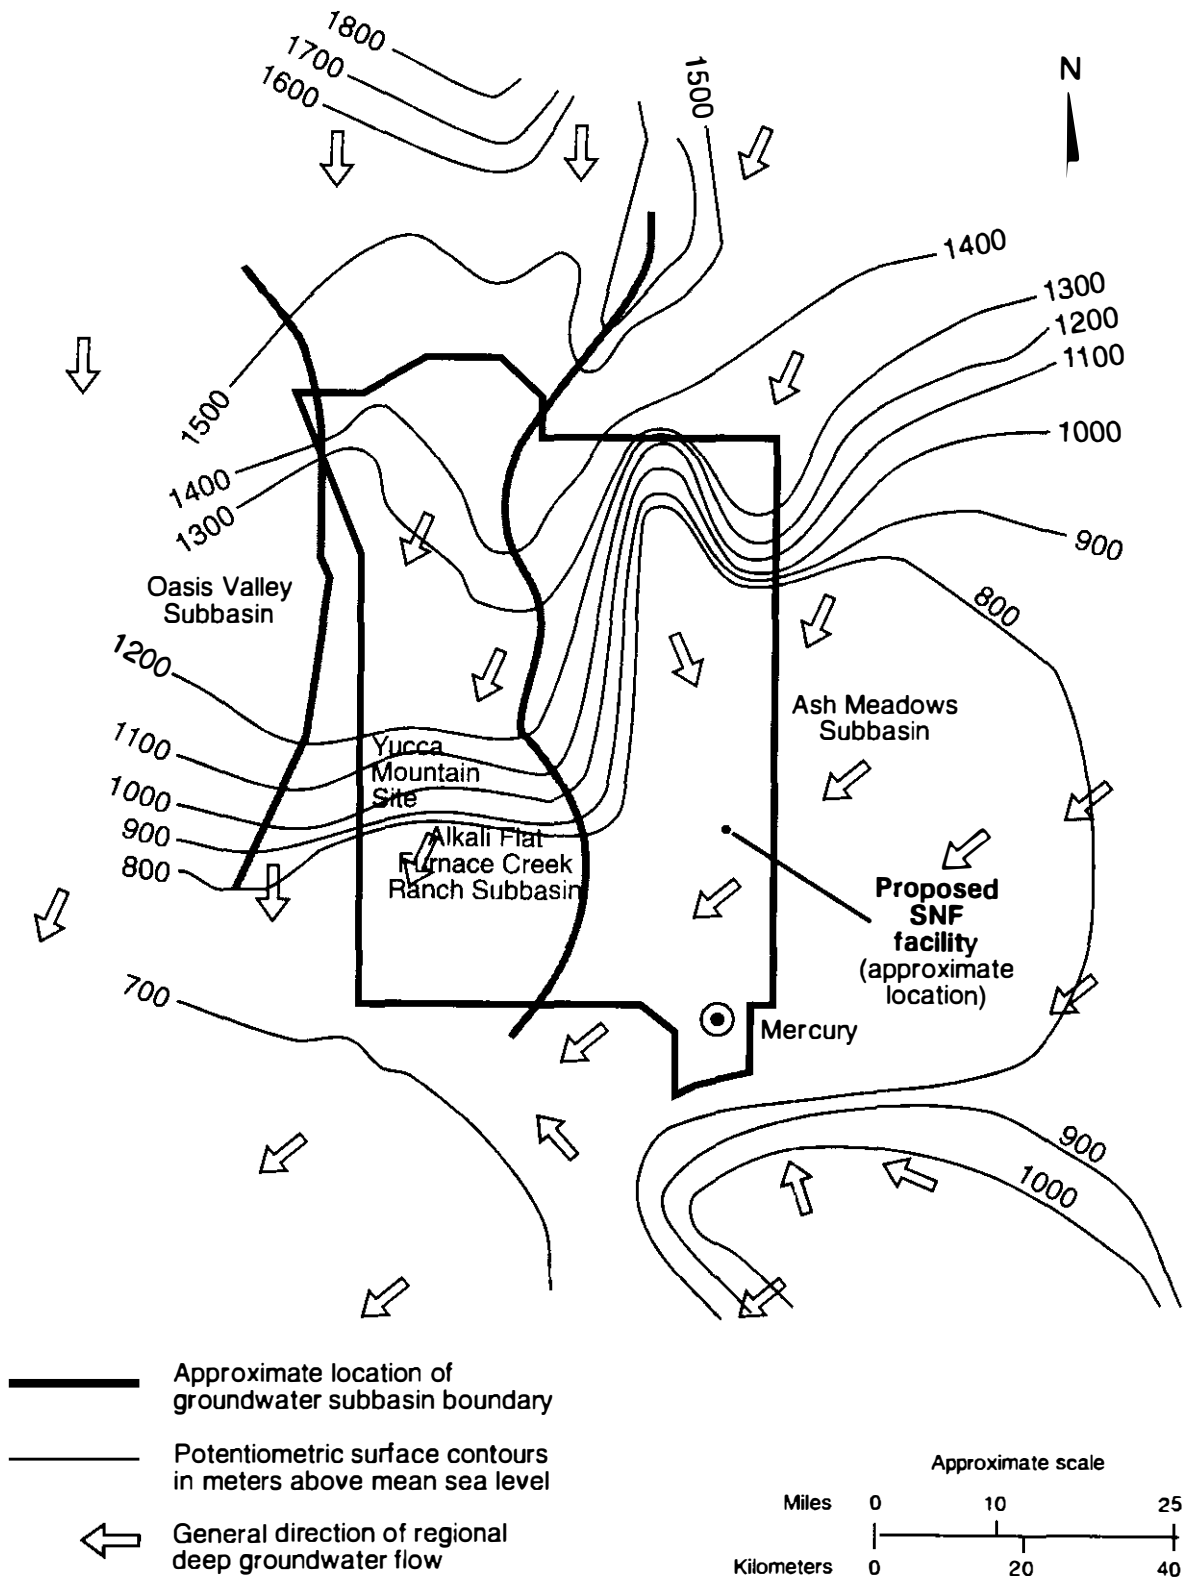 1800
1700
1600
1500
N
1400
1300
1200
1100
1000
900
800
1500
1400
1300
Oasis Valley
Subbasin
1200
1100
1000
900
800
Yucca
Mountain
Site
Alkali Flat
Furnace Creek
Ranch Subbasin
Ash Meadows
Subbasin
Proposed
SNF
facility
(approximate
location)
Mercury
700
900
1000
Approximate location of
groundwater subbasin boundary
Potentiometric surface contours
in meters above mean sea level
General direction of regional
deep groundwater flow
Approximate scale
Miles 0 10 25
Kilometers 0 20 40